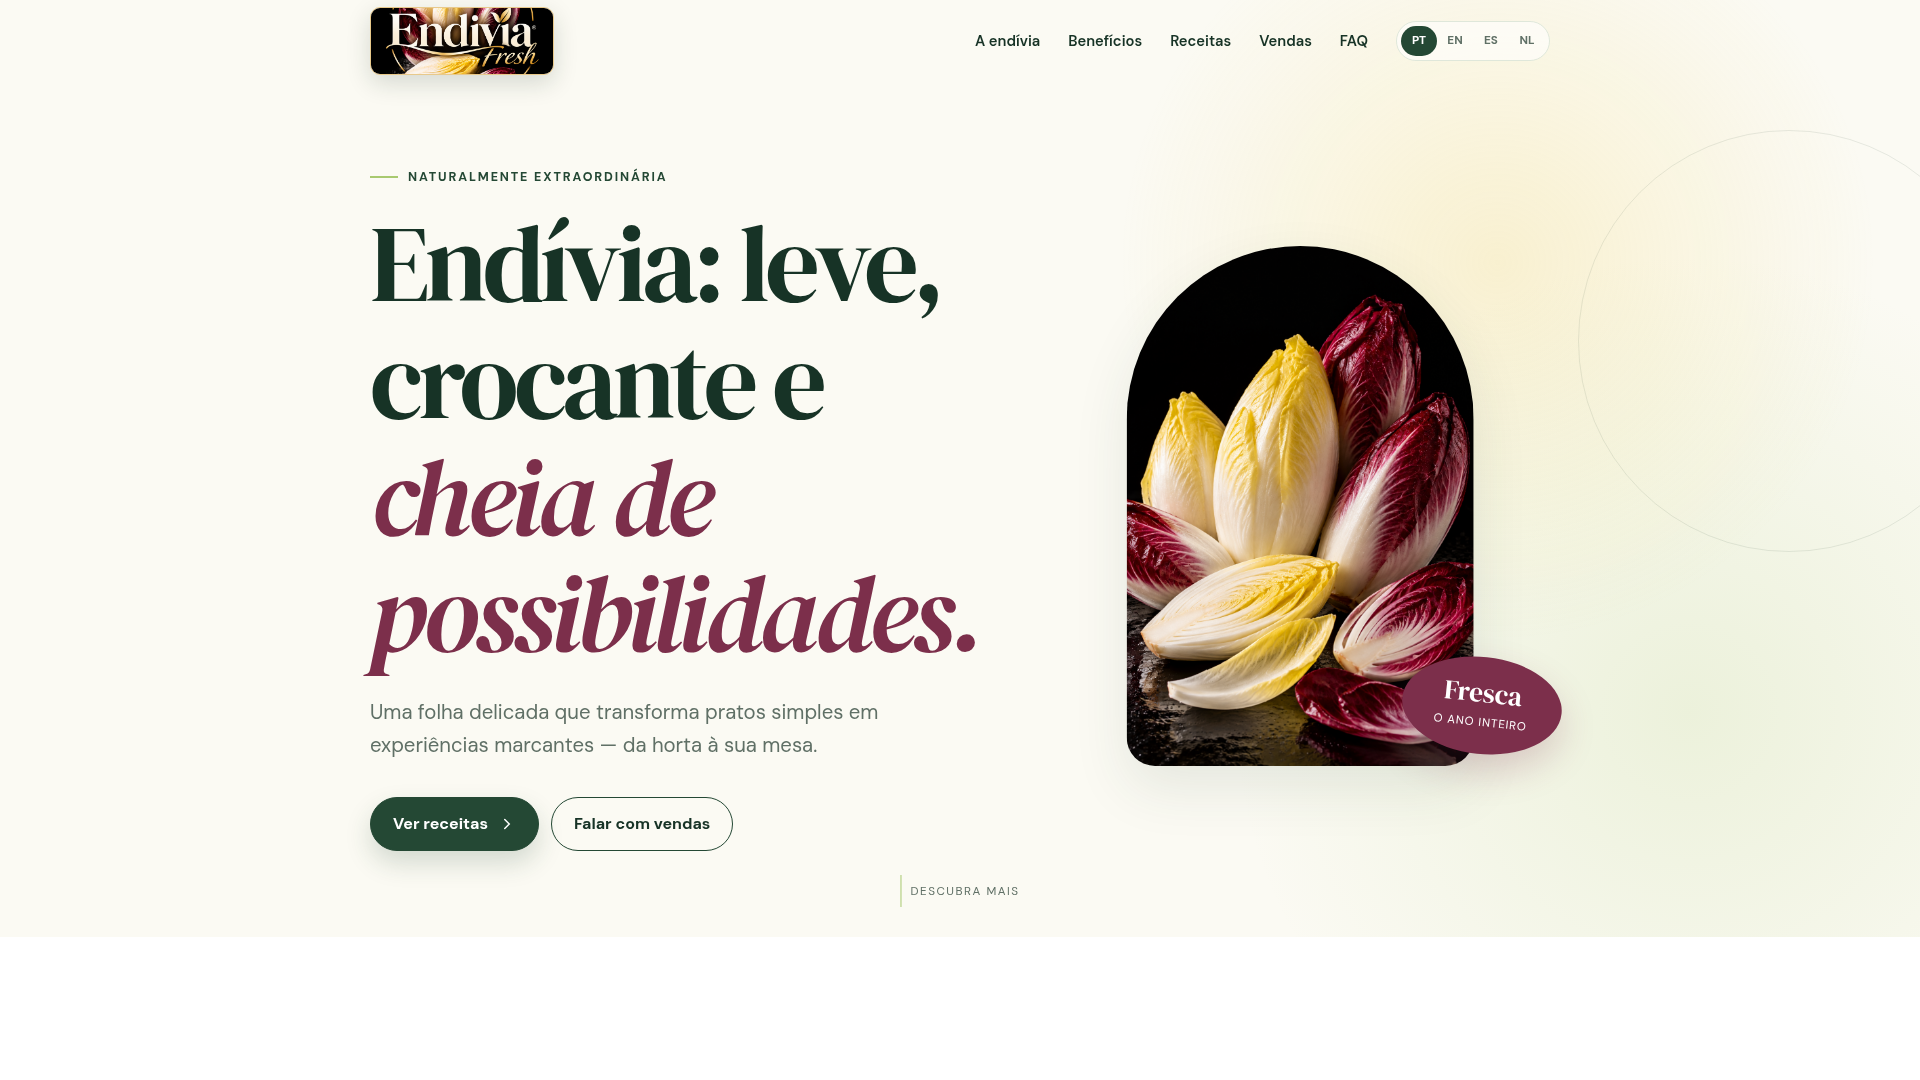 Endivia
Fresh
A endívia
Benefícios
Receitas
Vendas
FAQ
PT
EN
ES
NL
NATURALMENTE EXTRAORDINÁRIA
Endívia: leve,
crocante e
cheia de
possibilidades.
Uma folha delicada que transforma pratos simples em
experiências marcantes — da horta à sua mesa.
Ver receitas
Falar com vendas
Fresca
O ANO INTEIRO
DESCUBRA MAIS